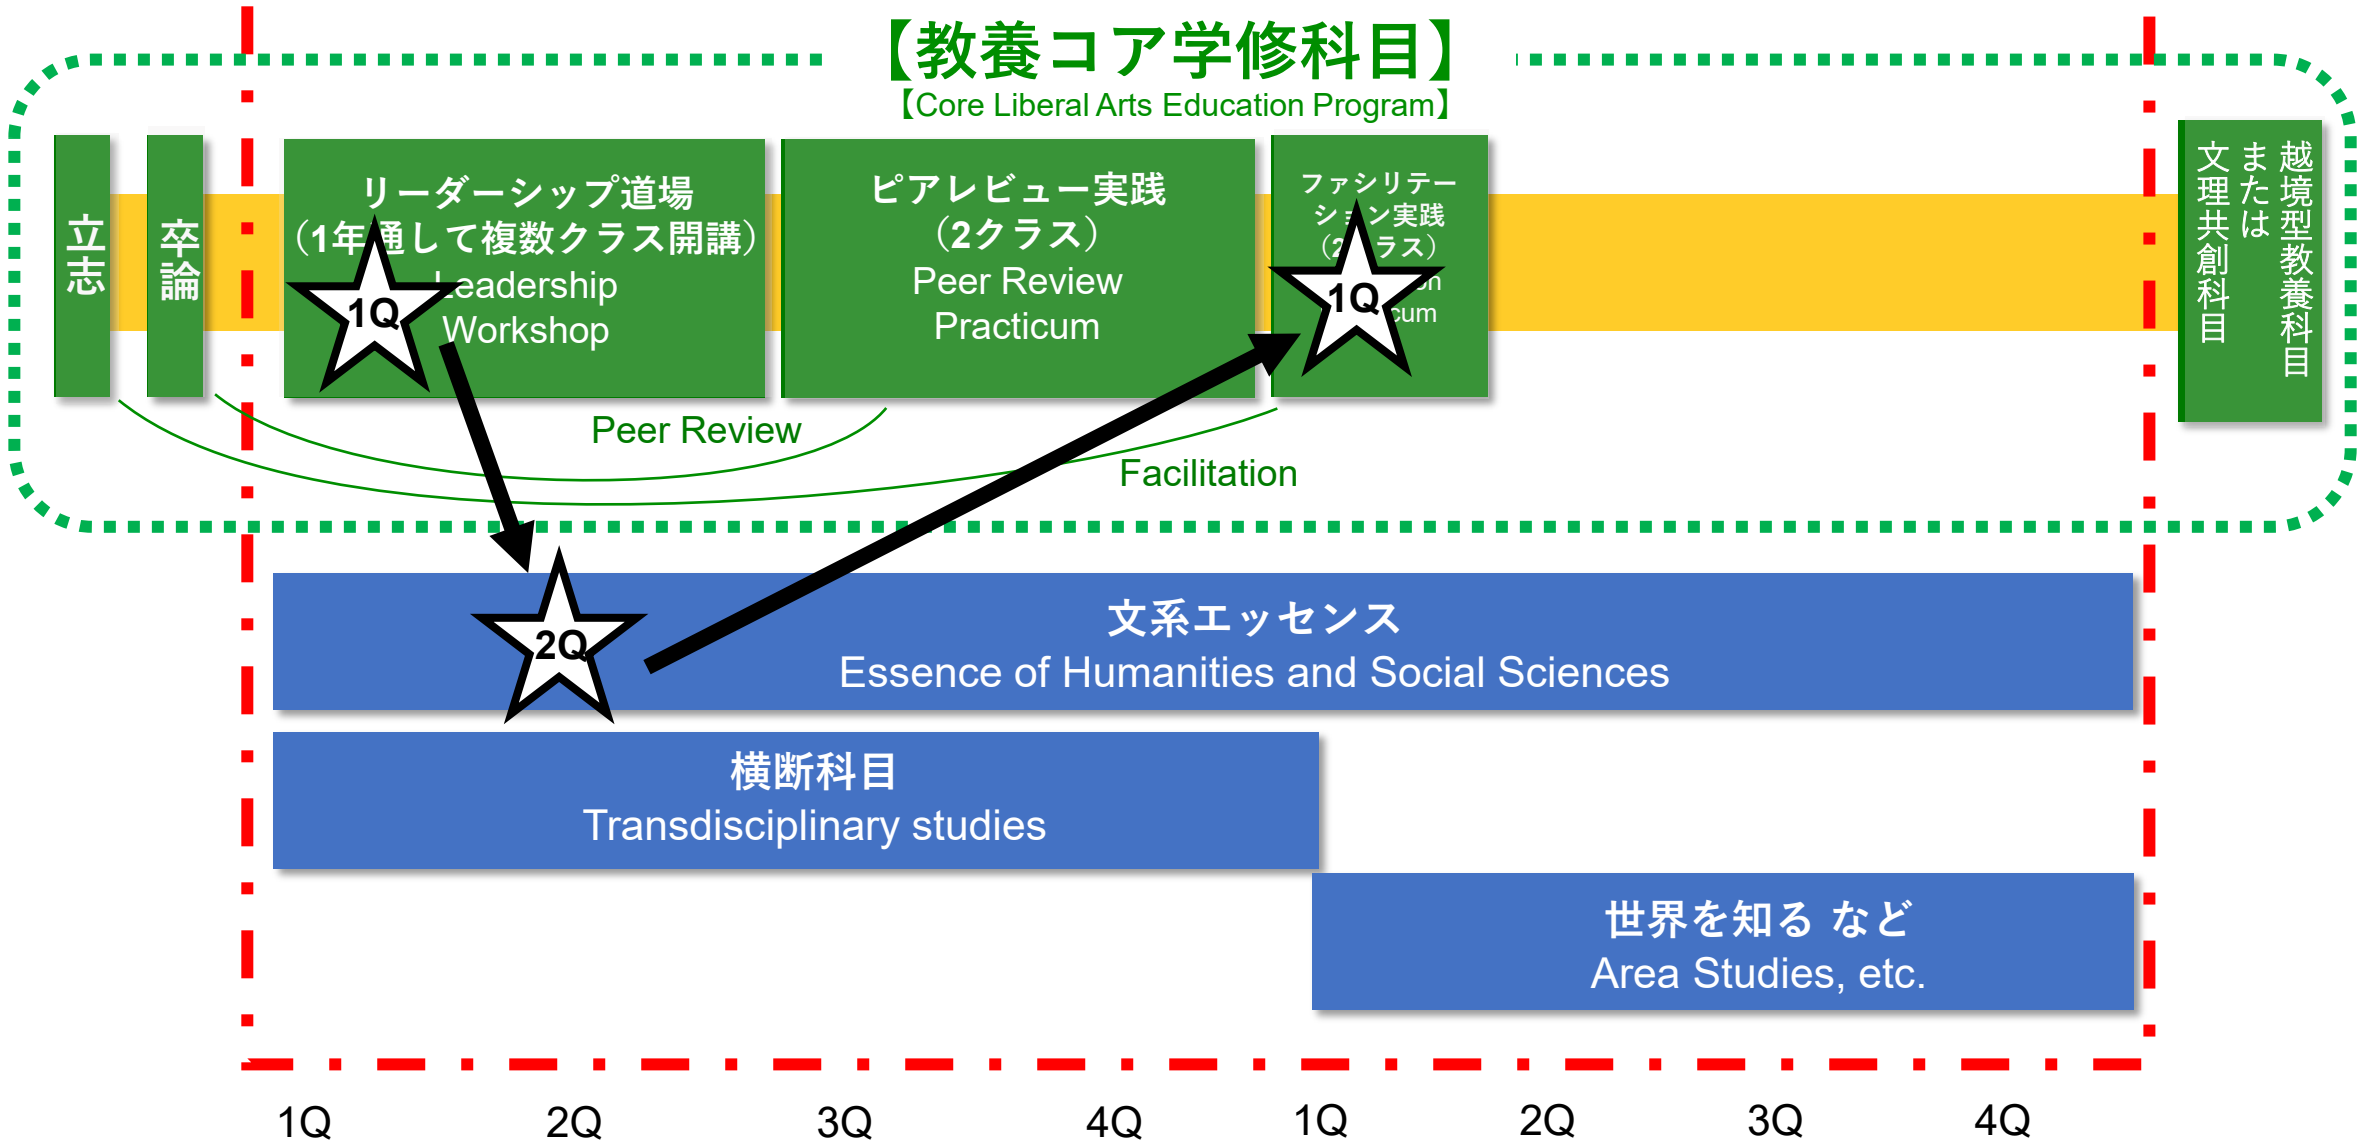 【教養コア学修科目】
【Core Liberal Arts Education Program】
立志
卒論
リーダーシップ道場
（1年通して複数クラス開講）
Leadership
Workshop
1Q
ピアレビュー実践
（2クラス）
Peer Review
Practicum
ファシリテー
ション実践
1Q
越境型教養科目
または
文理共創科目
Peer Review
Facilitation
文系エッセンス
Essence of Humanities and Social Sciences
2Q
横断科目
Transdisciplinary studies
世界を知る など
Area Studies, etc.
1Q
2Q
3Q
4Q
1Q
2Q
3Q
4Q